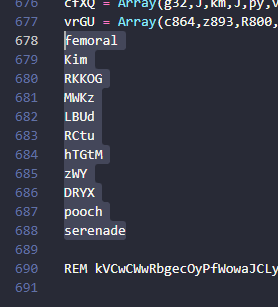 676 cfXQ = Array(g32,J,km,J,py,v
677 vrGU = Array(c864,z893,R800,
678 femoral
679 Kim
680 RKKOG
681 MWKz
682 LBUd
683 RCtu
684 hTGtM
685 zWY
686 DRYX
687 pooch
688 serenade
689
690 REM kVCwCWwRbgecOyPfWowaJCLy
691